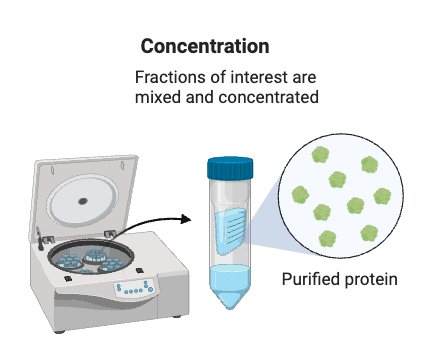 Concentration
Fractions of interest are
mixed and concentrated
Purified protein